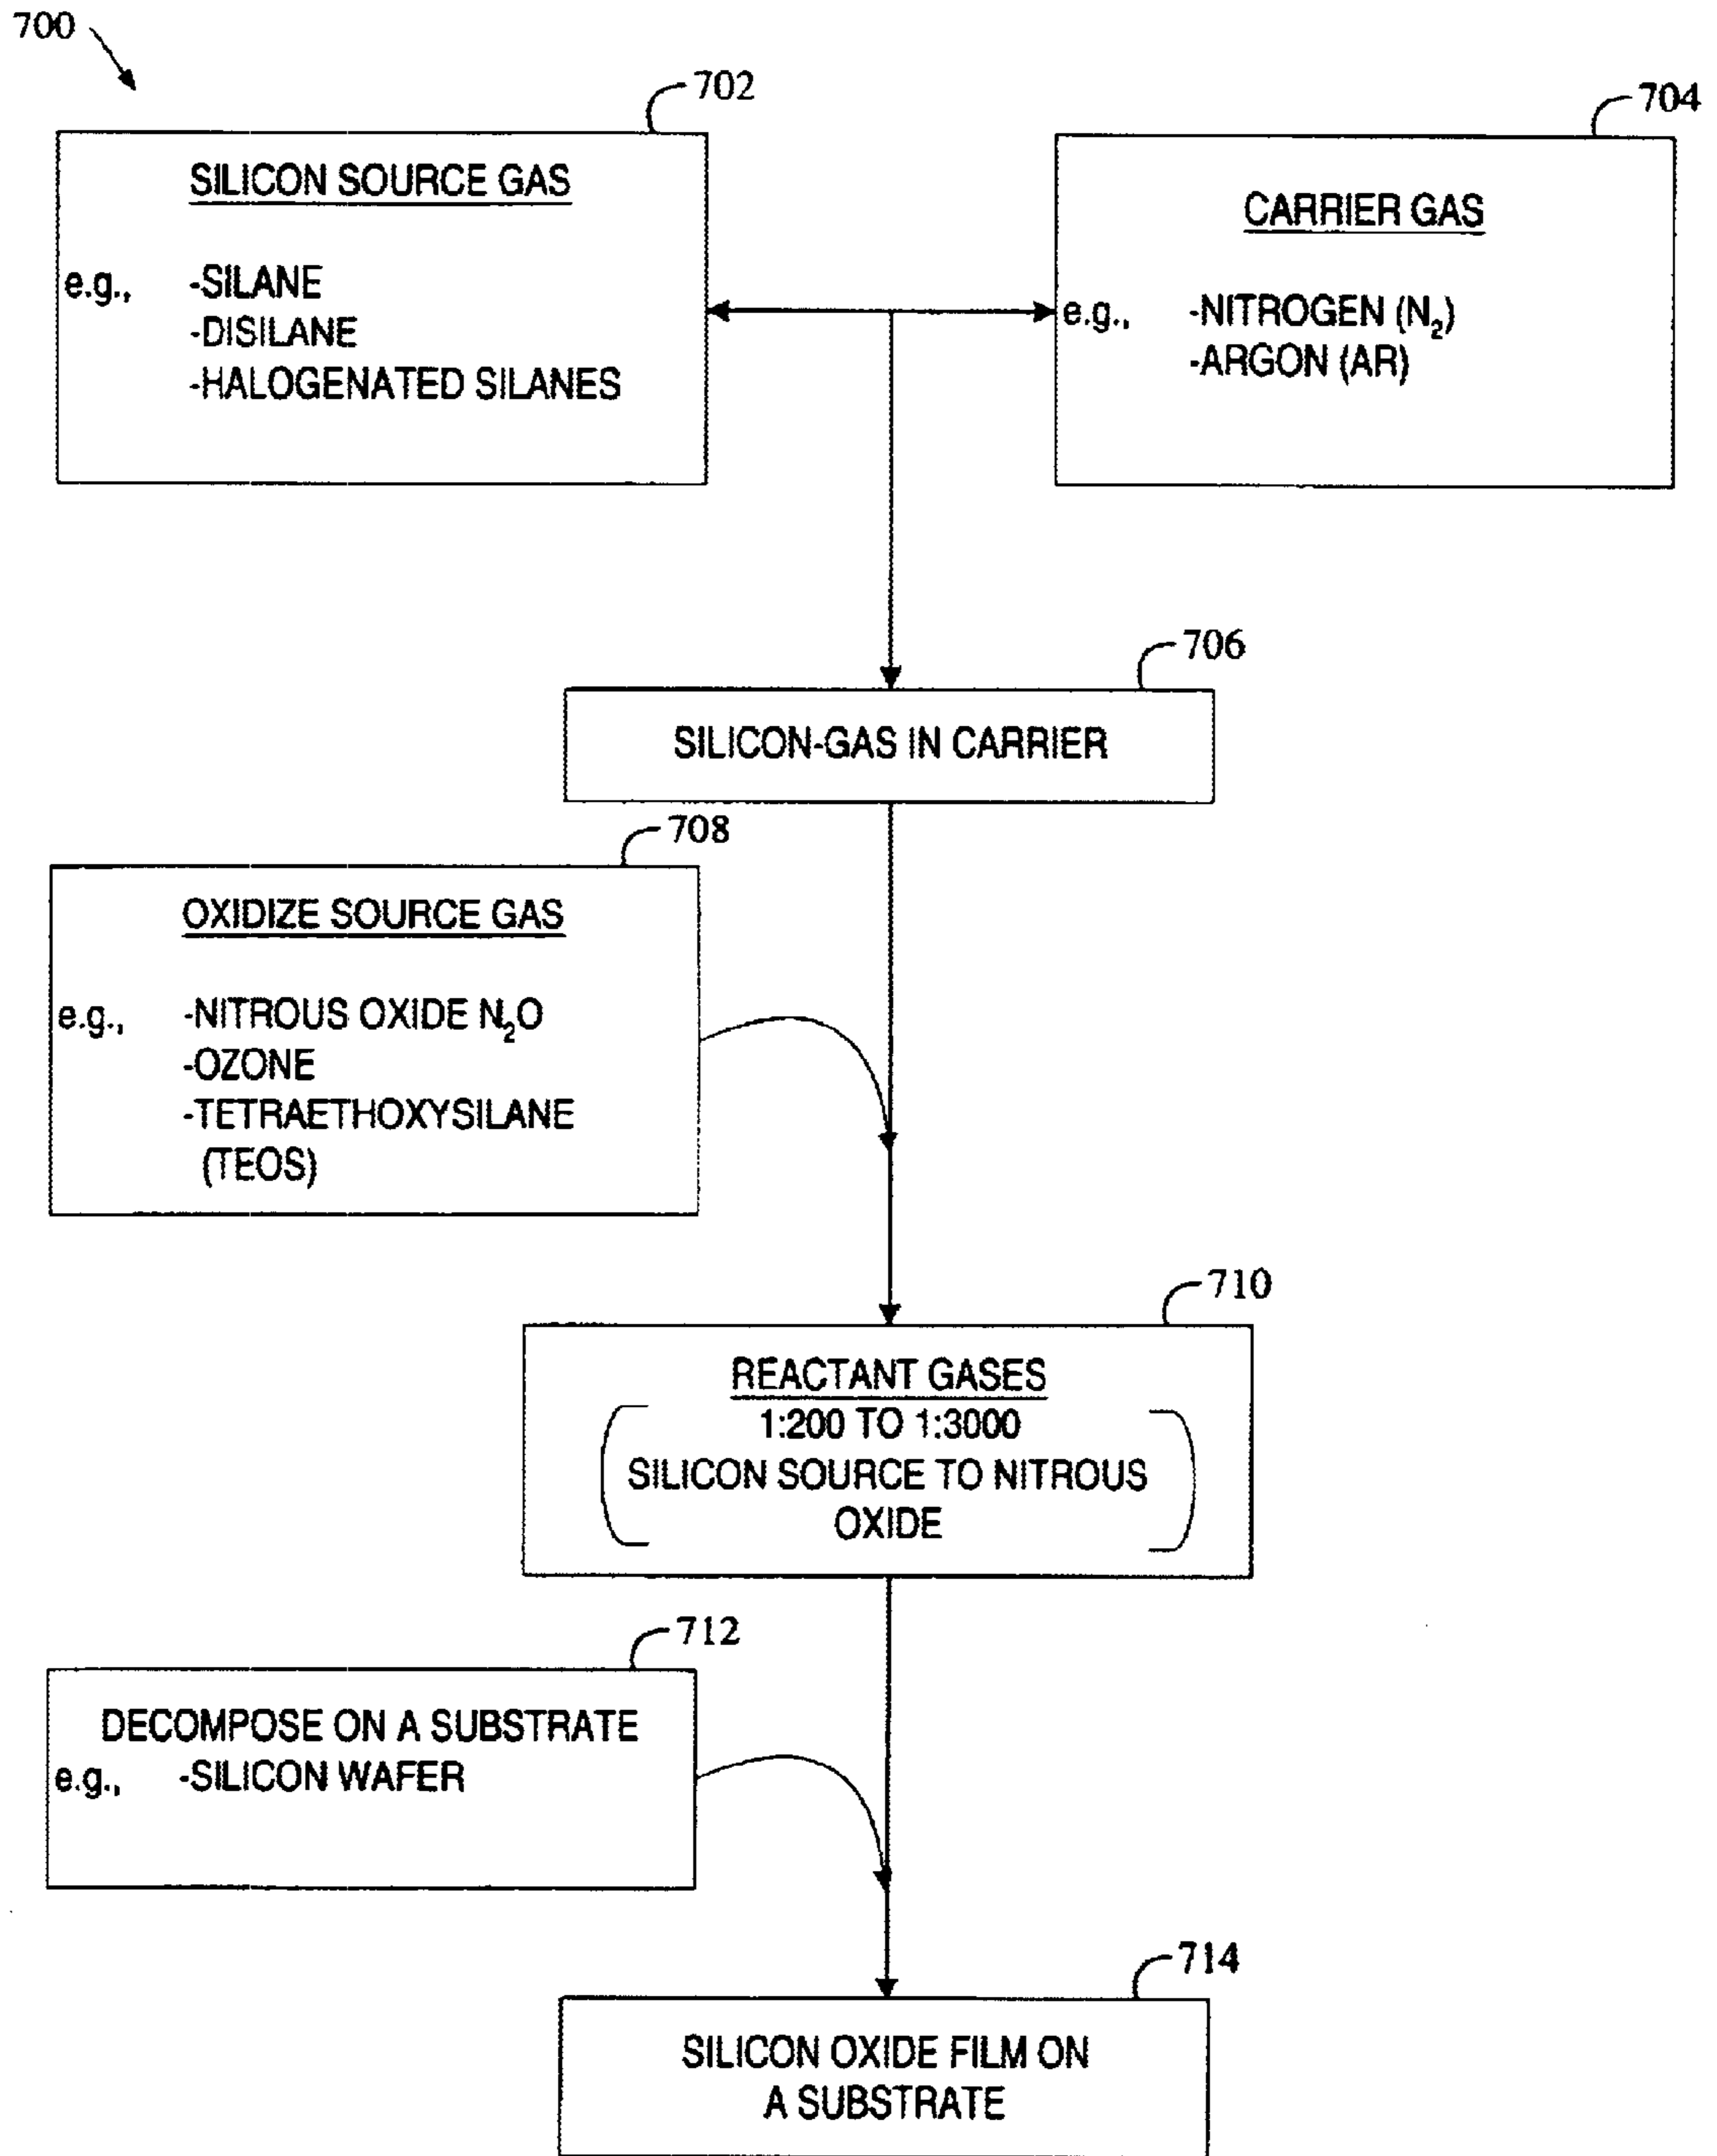 700
702
SILICON SOURCE GAS
e.g., -SILANE
-DISILANE
-HALOGENATED SILANES
704
CARRIER GAS
e.g., -NITROGEN (N₂)
-ARGON (AR)
706
SILICON-GAS IN CARRIER
708
OXIDIZE SOURCE GAS
e.g., -NITROUS OXIDE N₂O
-OZONE
-TETRAETHOXYSILANE
(TEOS)
710
REACTANT GASES
1:200 TO 1:3000
SILICON SOURCE TO NITROUS
OXIDE
712
DECOMPOSE ON A SUBSTRATE
e.g., -SILICON WAFER
714
SILICON OXIDE FILM ON
A SUBSTRATE